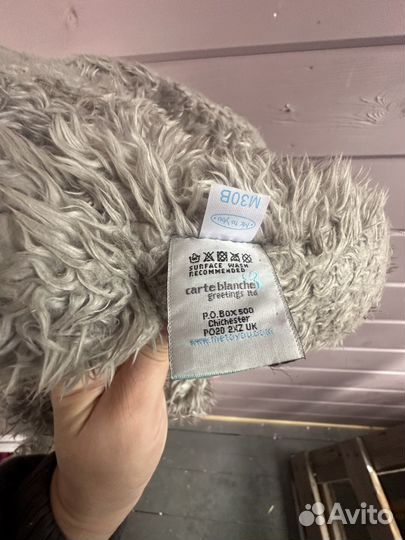 M30B
me to you
SURFACE WASH
RECOMMENDED
carte blanche
greetings ltd
P.O.Box 500
Chichester
PO20 2XZ UK
www.metoyou.co.uk
Avito